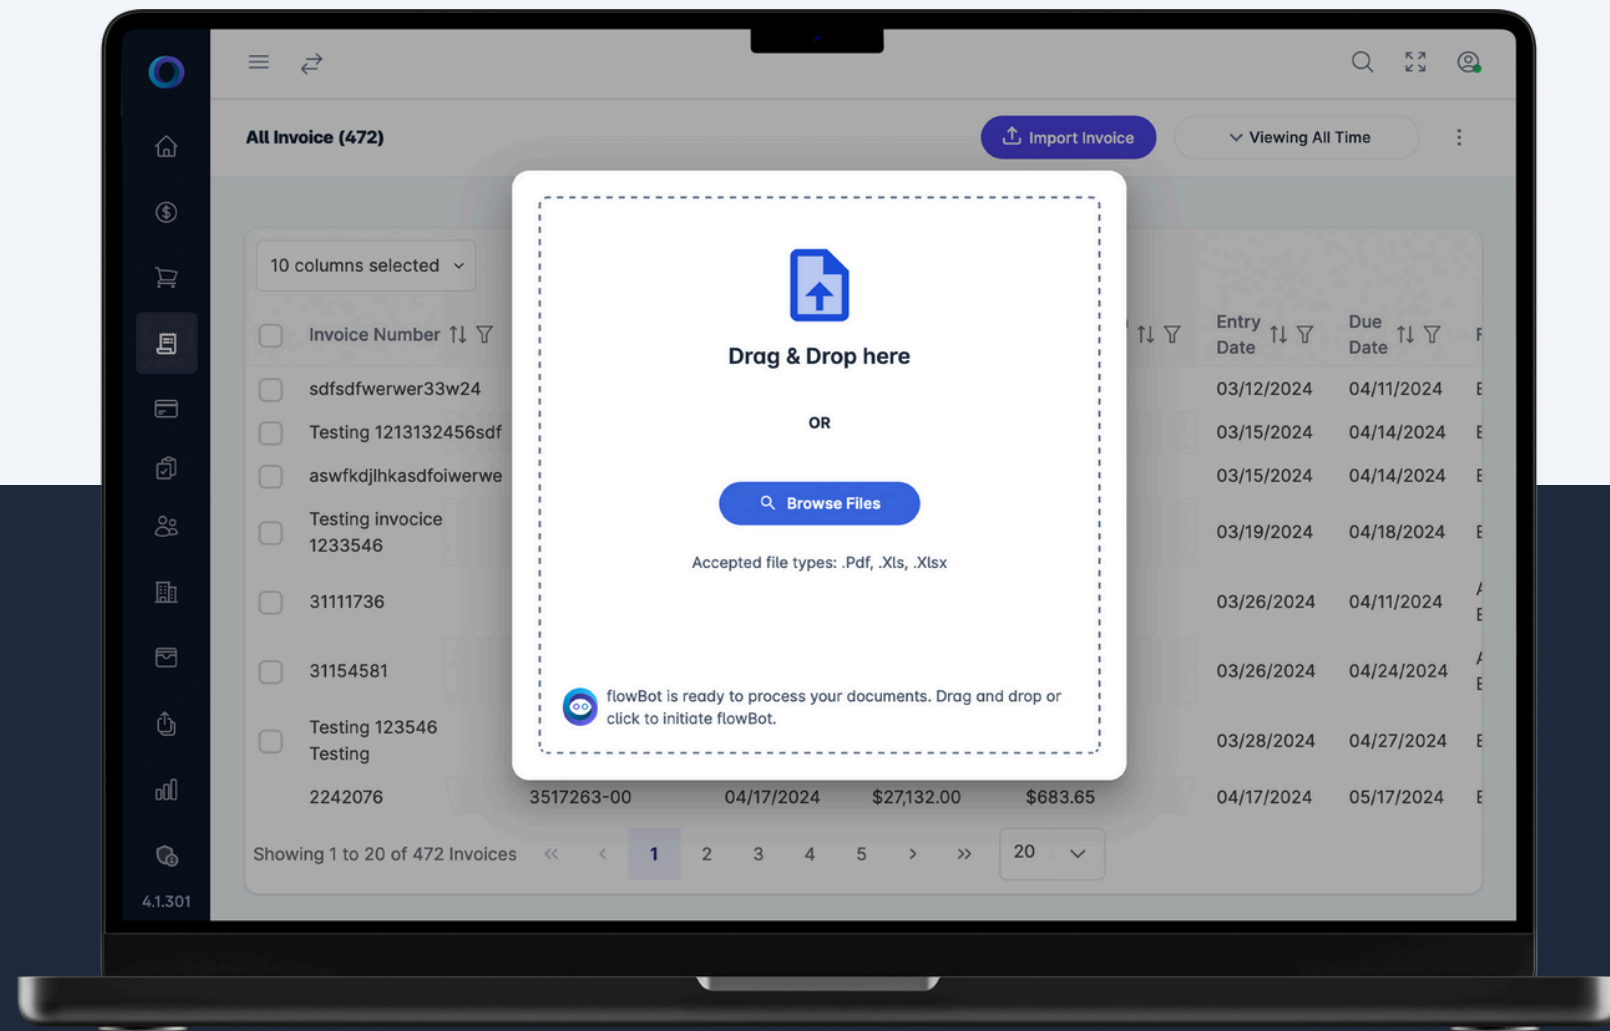 All Invoice (472)
Import Invoice
Viewing All Time
10 columns selected
Invoice Number
Entry Date
Due Date
sdfsdfwerwer33w24
03/12/2024 04/11/2024
Testing 1213132456sdf
03/15/2024 04/14/2024
aswfkdjlhkasdfoiwerwe
03/15/2024 04/14/2024
Testing invocice
1233546
03/19/2024 04/18/2024
31111736
03/26/2024 04/11/2024
31154581
03/26/2024 04/24/2024
Testing 123546
Testing
03/28/2024 04/27/2024
2242076 3517263-00 04/17/2024 $27,132.00 $683.65 04/17/2024 05/17/2024
Showing 1 to 20 of 472 Invoices « < 1 2 3 4 5 > » 20
4.1.301
Drag & Drop here
OR
Browse Files
Accepted file types: .Pdf, .Xls, .Xlsx
flowBot is ready to process your documents. Drag and drop or
click to initiate flowBot.